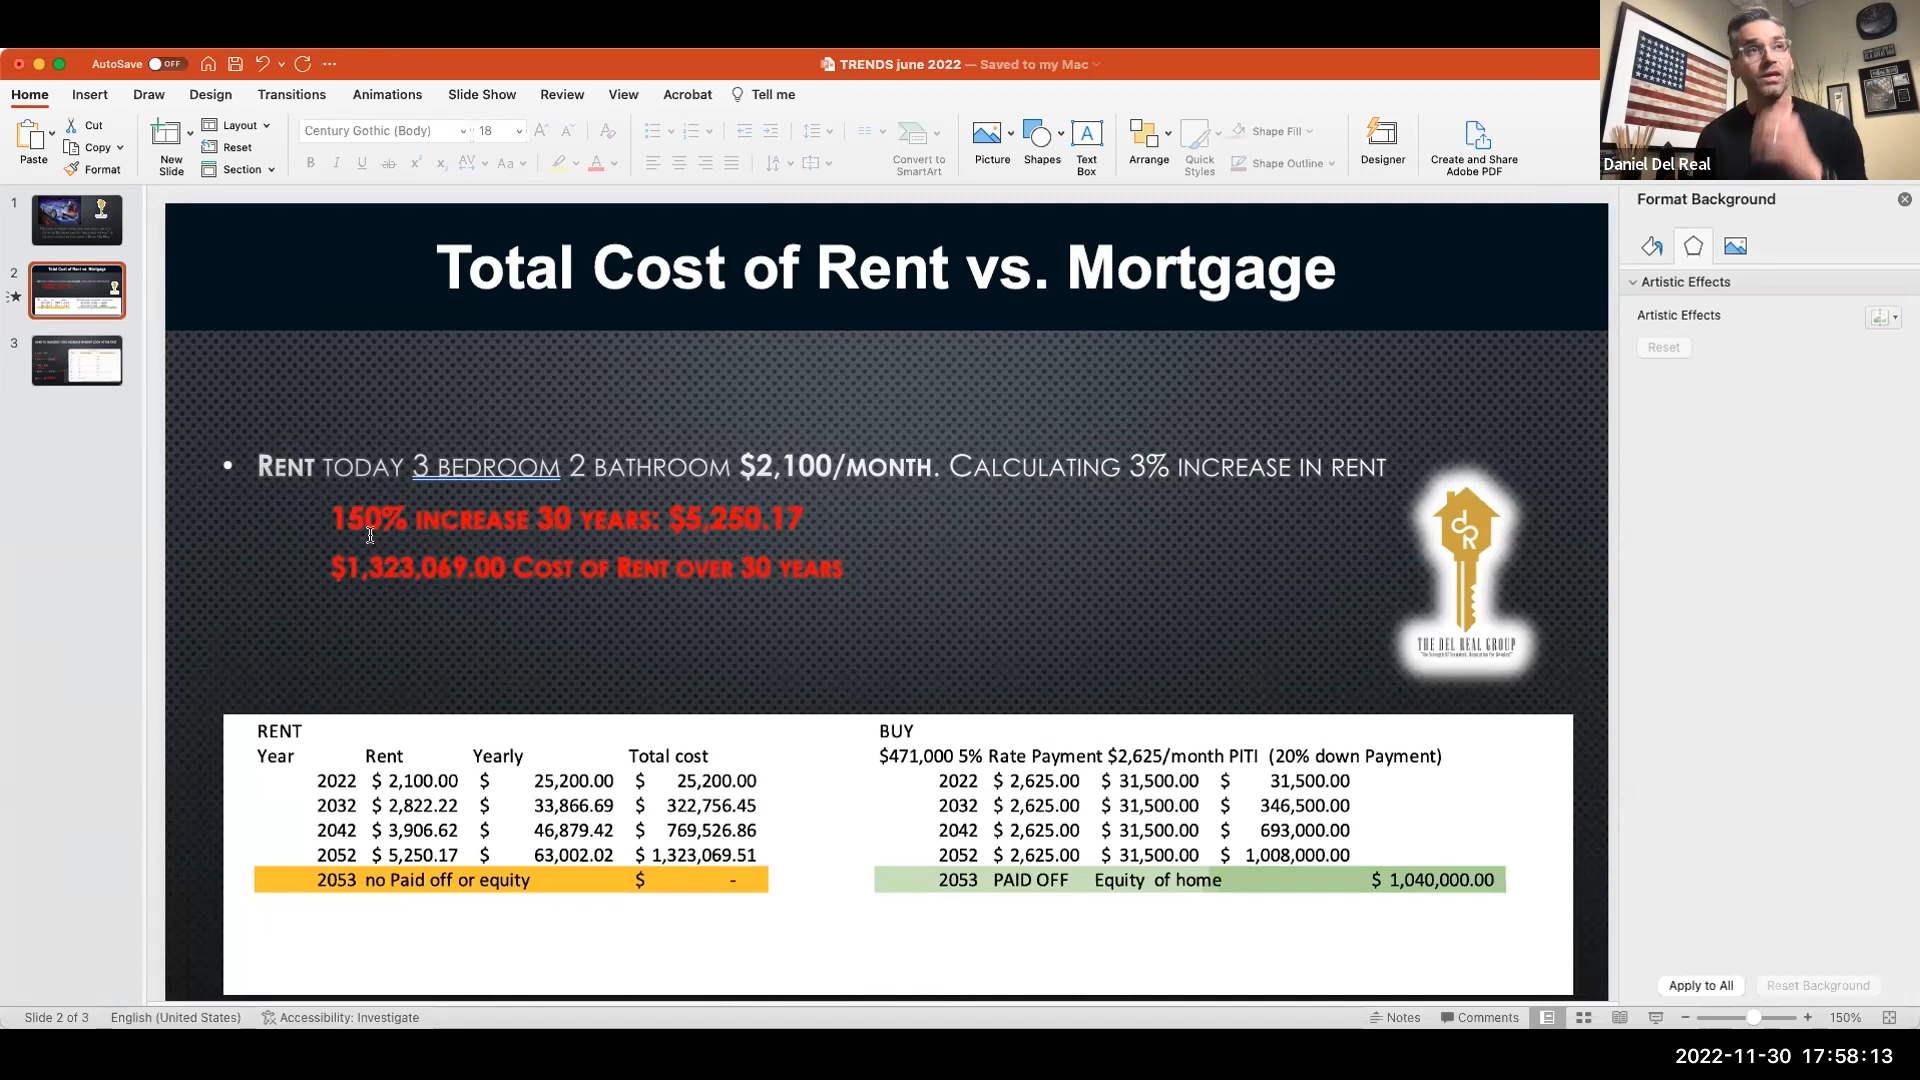 AutoSave OFF
TRENDS june 2022 — Saved to my Mac
Home Insert Draw Design Transitions Animations Slide Show Review View Acrobat Tell me
Paste
Cut
Copy
Format
New Slide
Layout
Reset
Section
Century Gothic (Body) 18
Convert to SmartArt
Picture Shapes Text Box Arrange Quick Styles
Shape Fill
Shape Outline
Designer
Create and Share Adobe PDF
Daniel Del Real
Format Background
Artistic Effects
Artistic Effects
Reset
1
2
3
Total Cost of Rent vs. Mortgage
• RENT TODAY 3 BEDROOM 2 BATHROOM $2,100/MONTH. CALCULATING 3% INCREASE IN RENT
150% INCREASE 30 YEARS: $5,250.17
$1,323,069.00 COST OF RENT OVER 30 YEARS
THE DEL REAL GROUP
RENT
Year Rent Yearly Total cost
2022 $ 2,100.00 $ 25,200.00 $ 25,200.00
2032 $ 2,822.22 $ 33,866.69 $ 322,756.45
2042 $ 3,906.62 $ 46,879.42 $ 769,526.86
2052 $ 5,250.17 $ 63,002.02 $ 1,323,069.51
2053 no Paid off or equity $ -
BUY
$471,000 5% Rate Payment $2,625/month PITI (20% down Payment)
2022 $ 2,625.00 $ 31,500.00 $ 31,500.00
2032 $ 2,625.00 $ 31,500.00 $ 346,500.00
2042 $ 2,625.00 $ 31,500.00 $ 693,000.00
2052 $ 2,625.00 $ 31,500.00 $ 1,008,000.00
2053 PAID OFF Equity of home $ 1,040,000.00
Apply to All Reset Background
Slide 2 of 3 English (United States) Accessibility: Investigate
Notes Comments 150%
2022-11-30 17:58:13